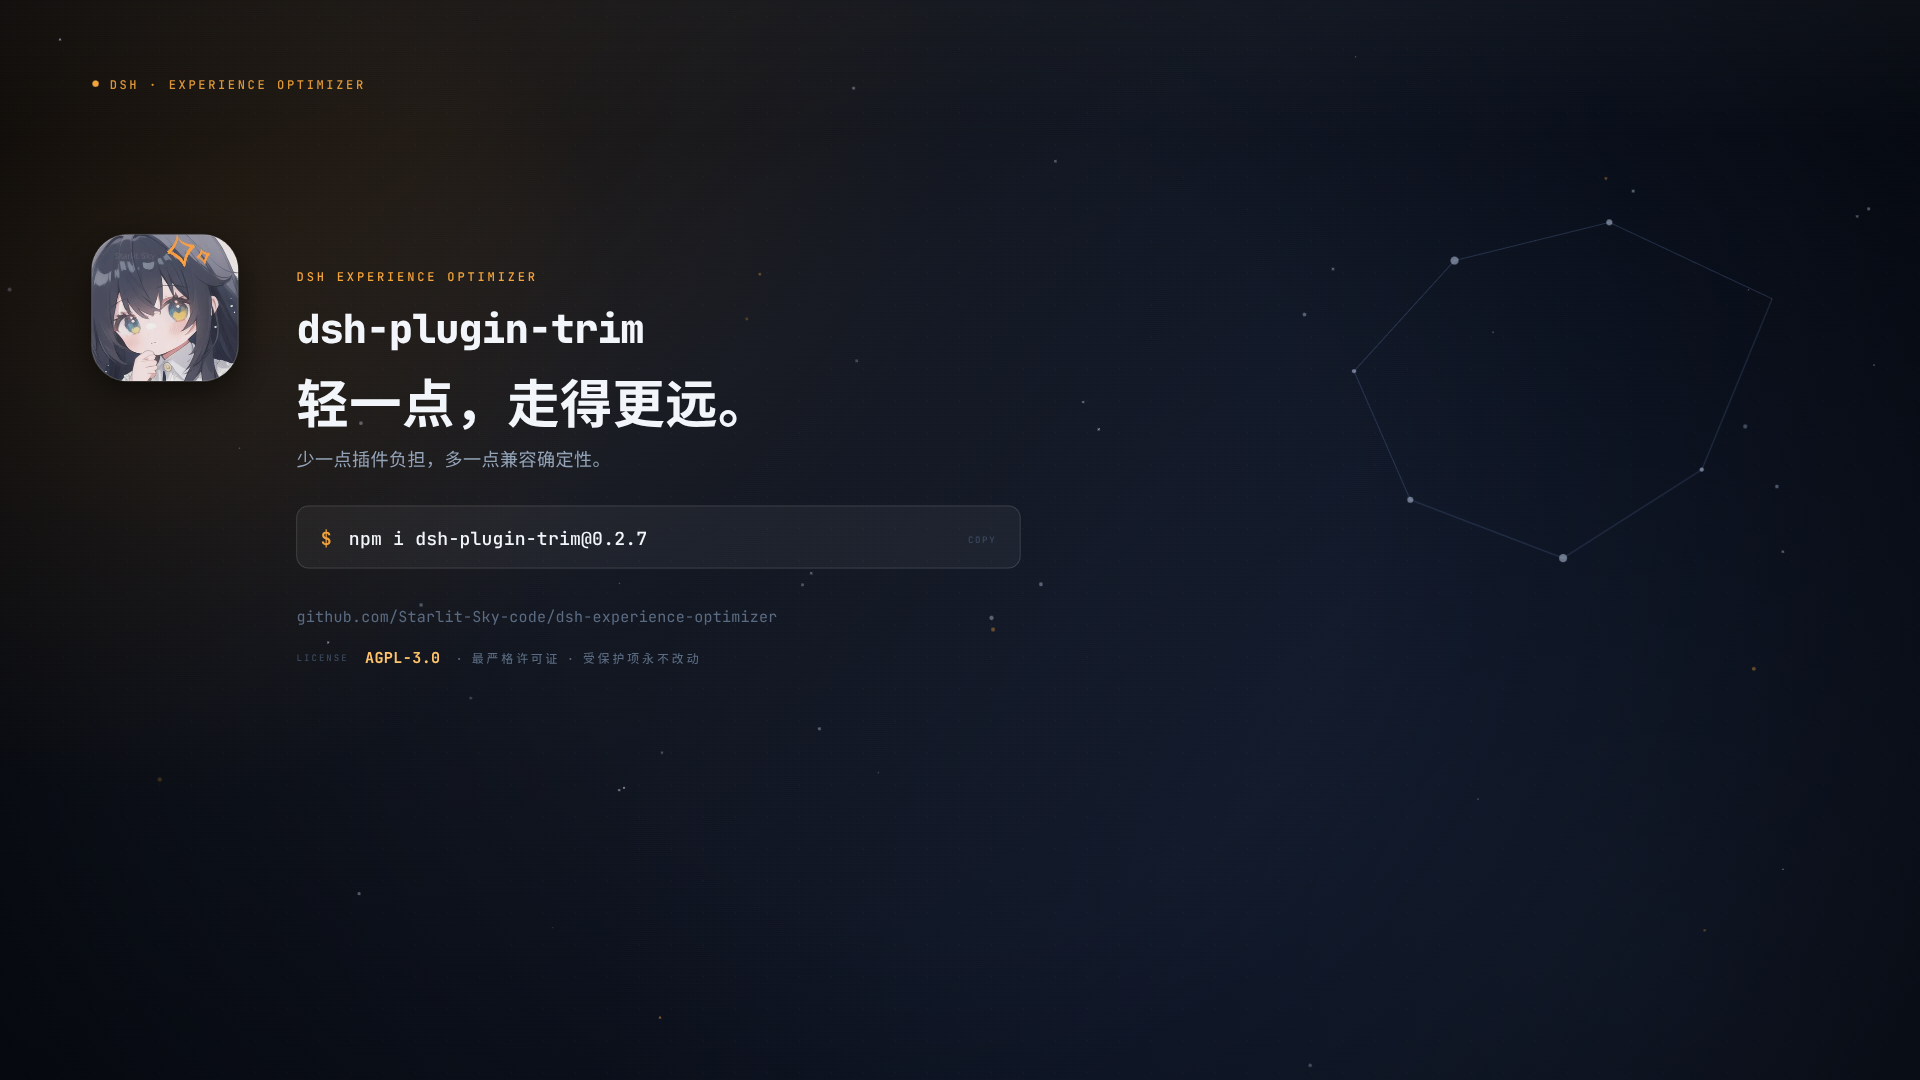 DSH · EXPERIENCE OPTIMIZER
Starlit Sky
DSH EXPERIENCE OPTIMIZER
dsh-plugin-trim
轻一点，走得更远。
少一点插件负担，多一点兼容确定性。
$ npm i dsh-plugin-trim@0.2.7 COPY
github.com/Starlit-Sky-code/dsh-experience-optimizer
LICENSE AGPL-3.0 · 最严格许可证 · 受保护项永不改动